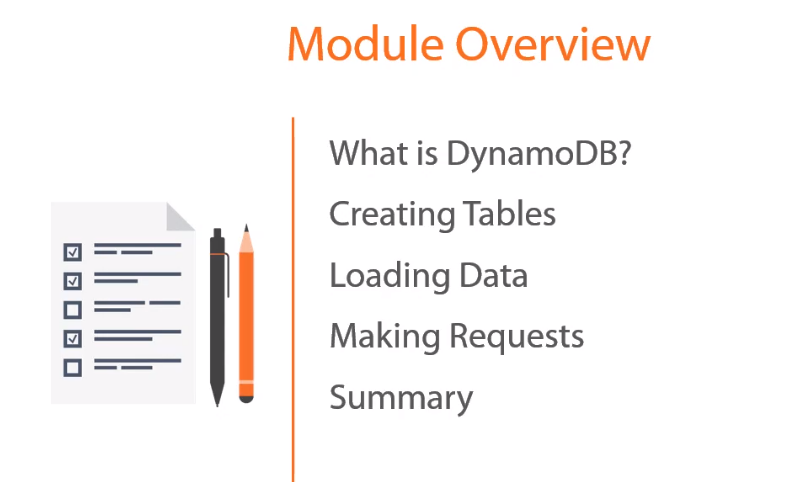 Module Overview
What is DynamoDB?
Creating Tables
Loading Data
Making Requests
Summary